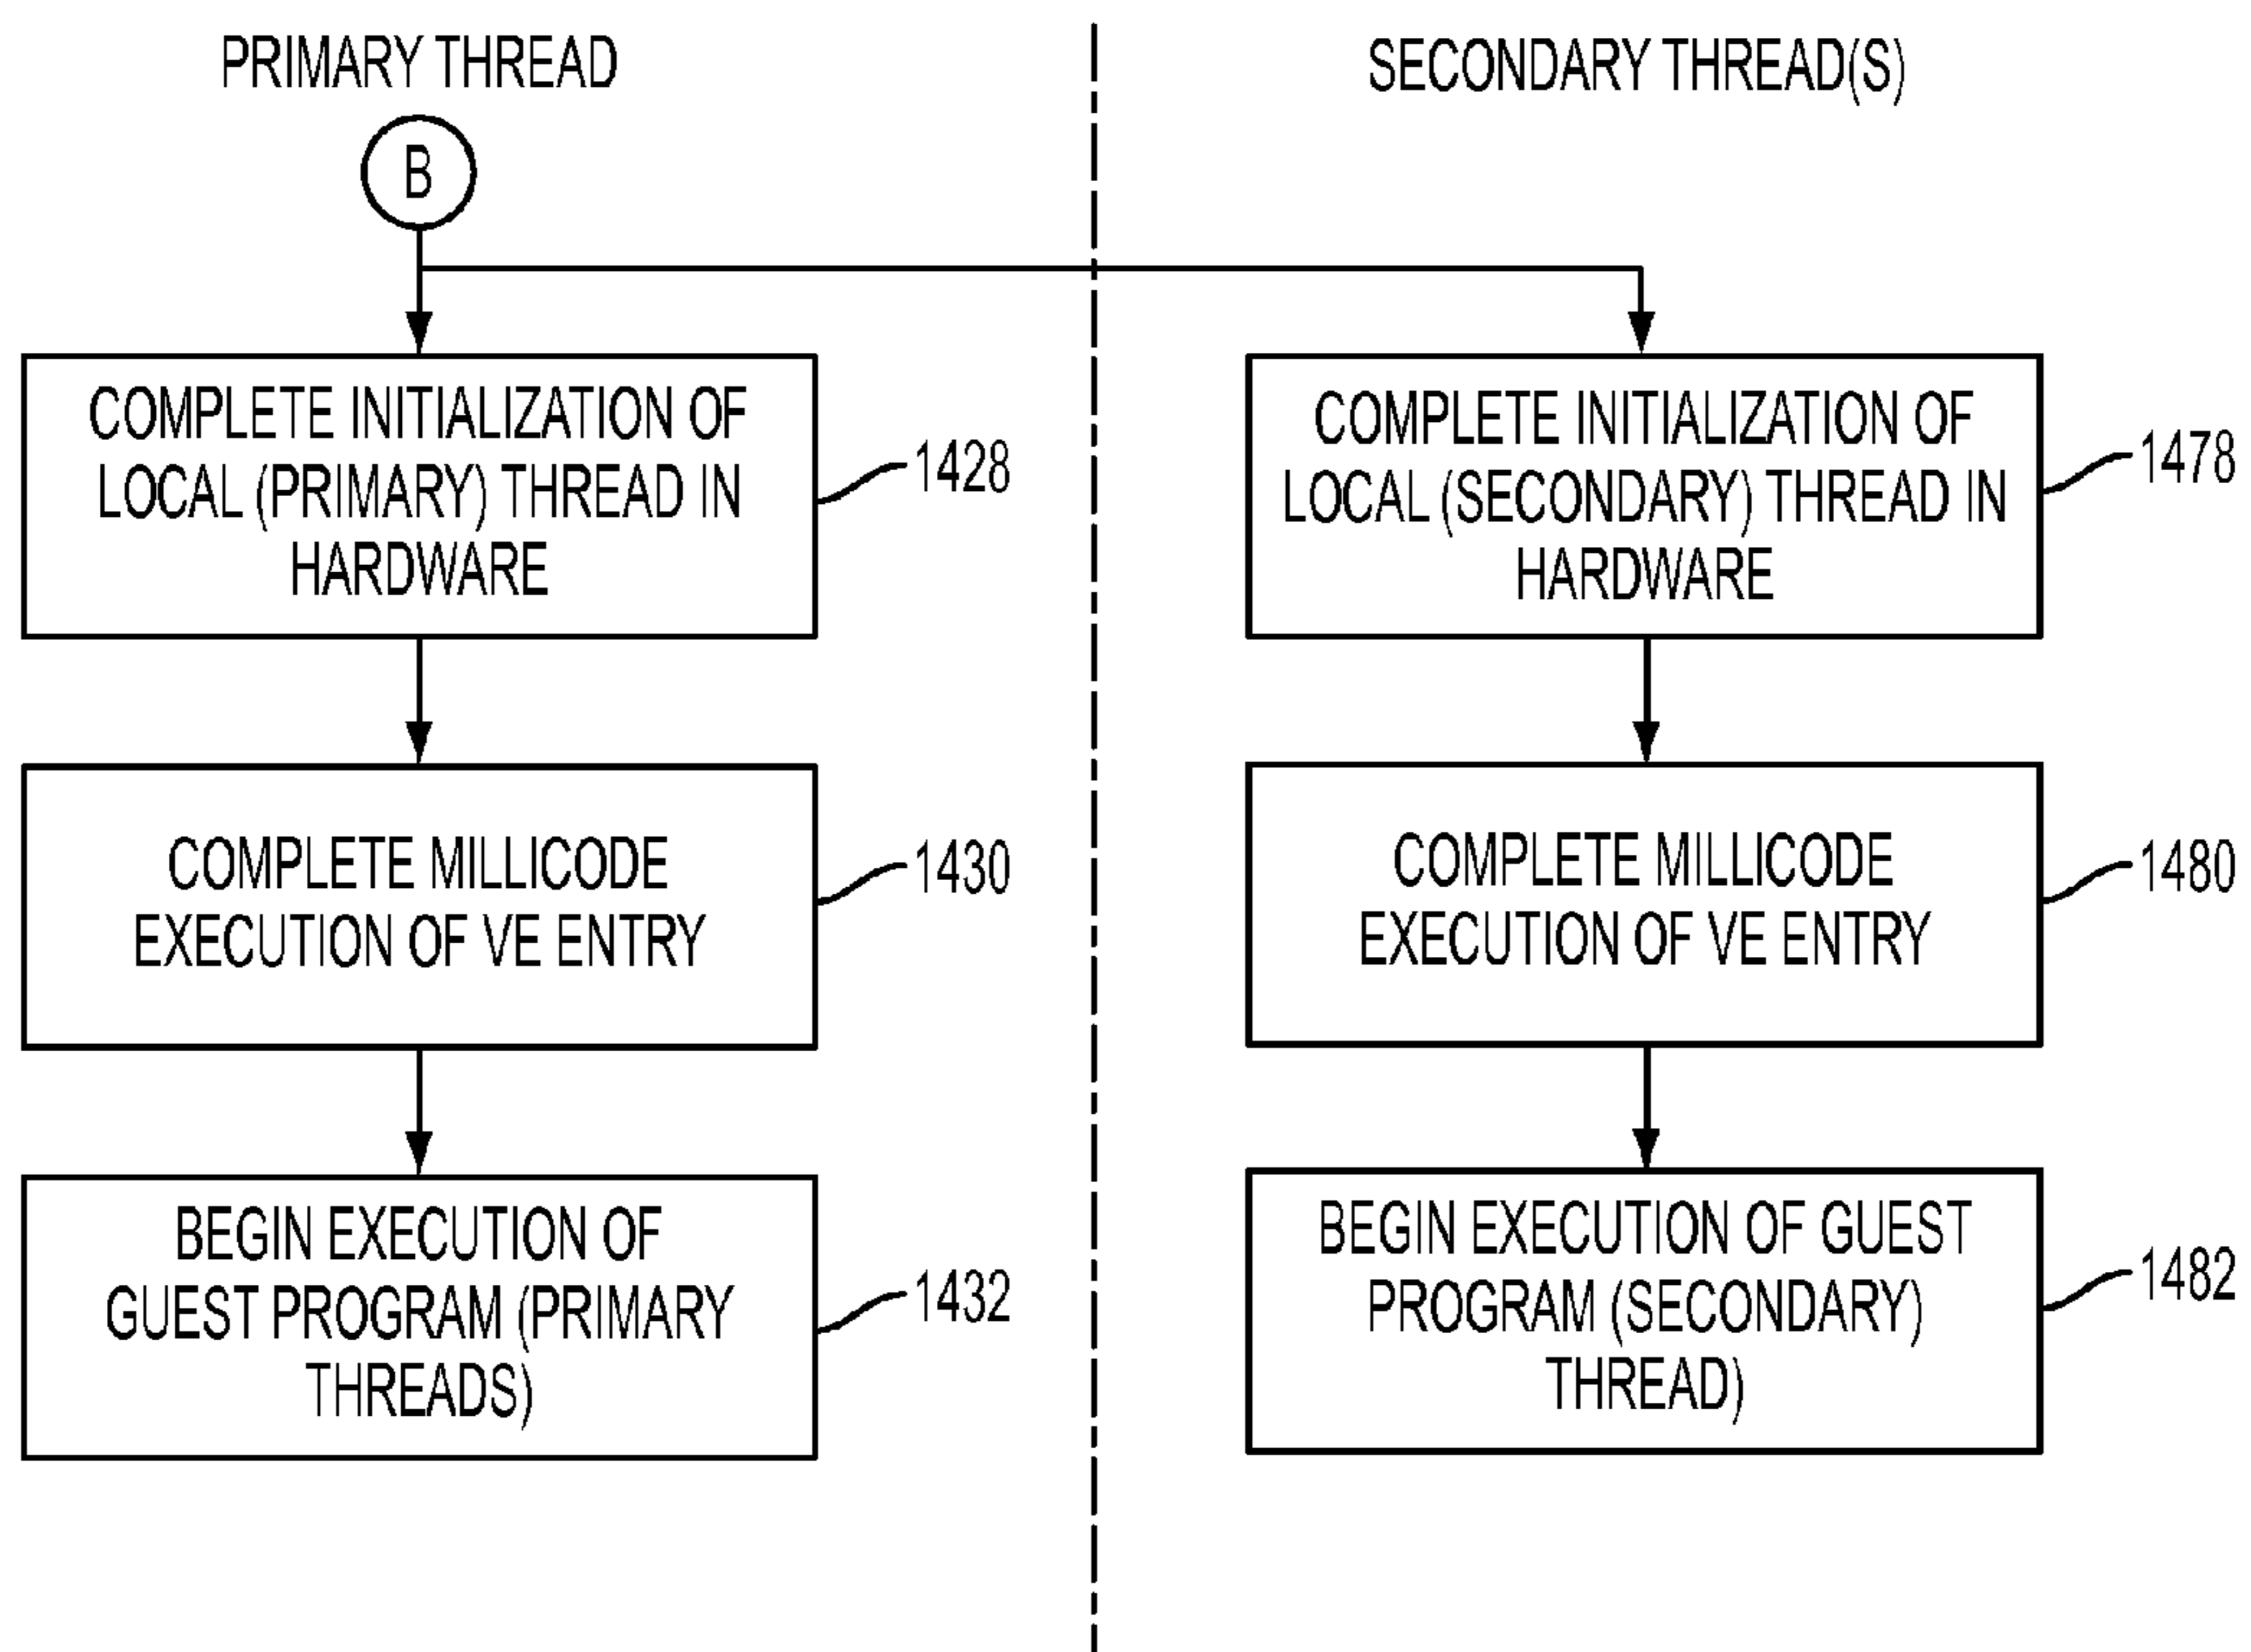 PRIMARY THREAD
B
COMPLETE INITIALIZATION OF
LOCAL (PRIMARY) THREAD IN
HARDWARE
1428
COMPLETE MILLICODE
EXECUTION OF VE ENTRY
1430
BEGIN EXECUTION OF
GUEST PROGRAM (PRIMARY
THREADS)
1432
SECONDARY THREAD(S)
COMPLETE INITIALIZATION OF
LOCAL (SECONDARY) THREAD IN
HARDWARE
1478
COMPLETE MILLICODE
EXECUTION OF VE ENTRY
1480
BEGIN EXECUTION OF GUEST
PROGRAM (SECONDARY)
THREAD)
1482